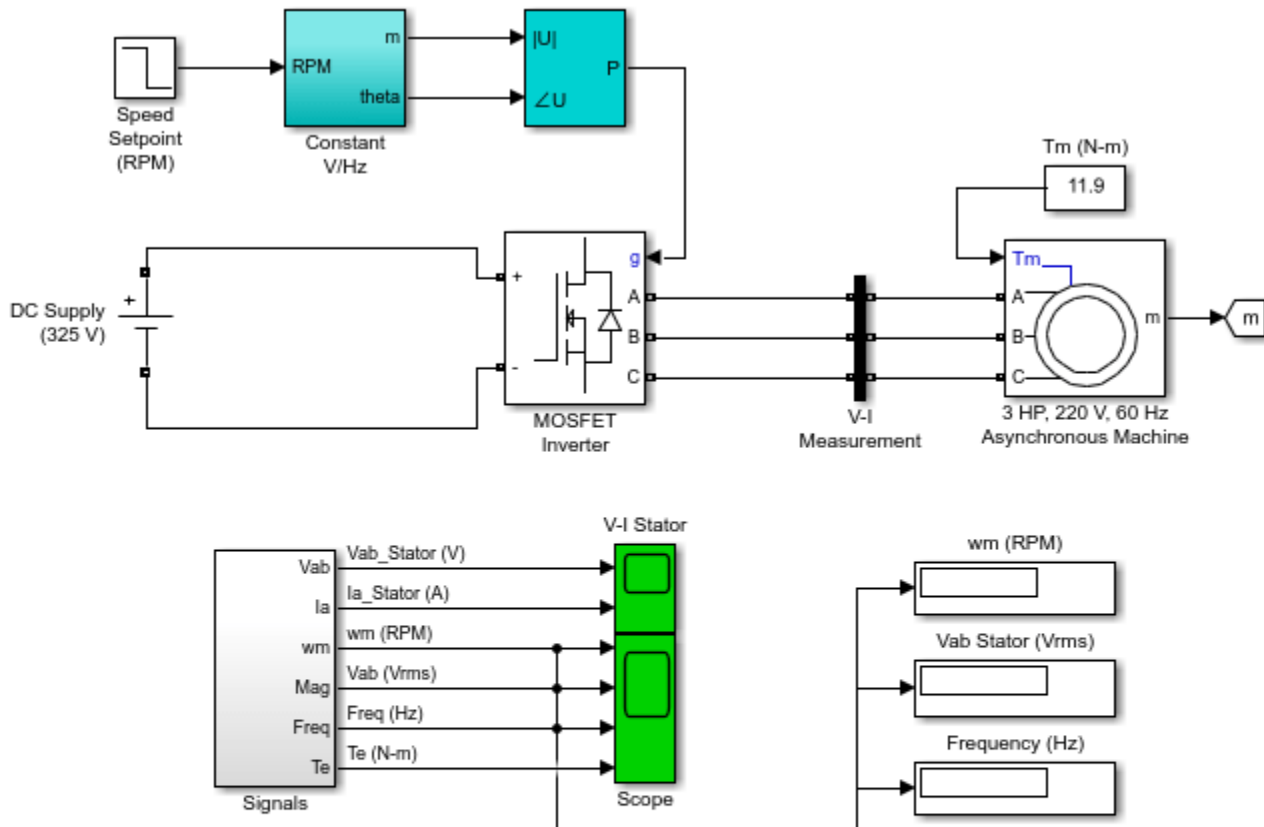 m
|U|
RPM
P
theta
∠U
Speed
Setpoint
(RPM)
Constant
V/Hz
Tm (N-m)
11.9
DC Supply
(325 V)
+
+
-
g
A
B
C
MOSFET
Inverter
V-I
Measurement
Tm
A
B
C
m
m
3 HP, 220 V, 60 Hz
Asynchronous Machine
V-I Stator
Vab
Vab_Stator (V)
Ia
Ia_Stator (A)
wm
wm (RPM)
Mag
Vab (Vrms)
Freq
Freq (Hz)
Te
Te (N-m)
Signals
Scope
wm (RPM)
Vab Stator (Vrms)
Frequency (Hz)